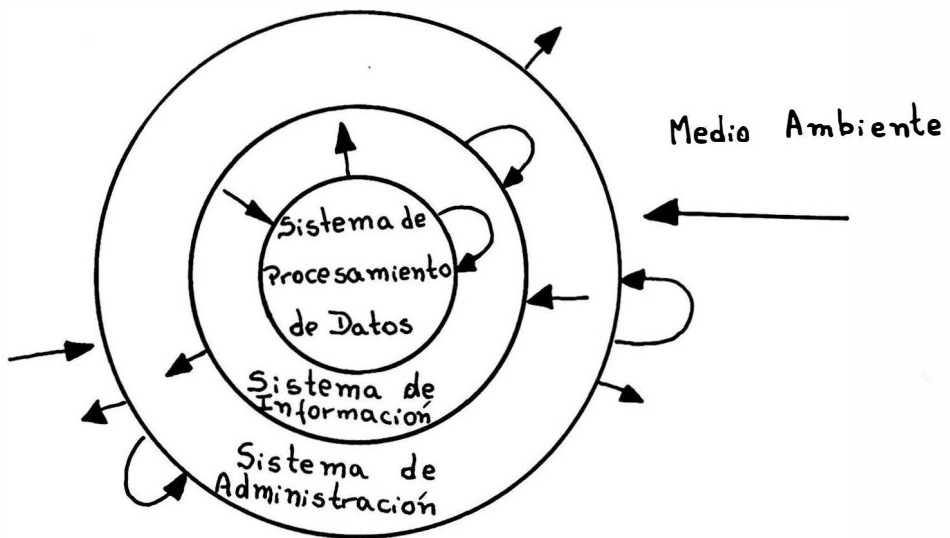 Medio Ambiente
Sistema de
Procesamiento
de Datos
Sistema de
Información
Sistema de
Administración